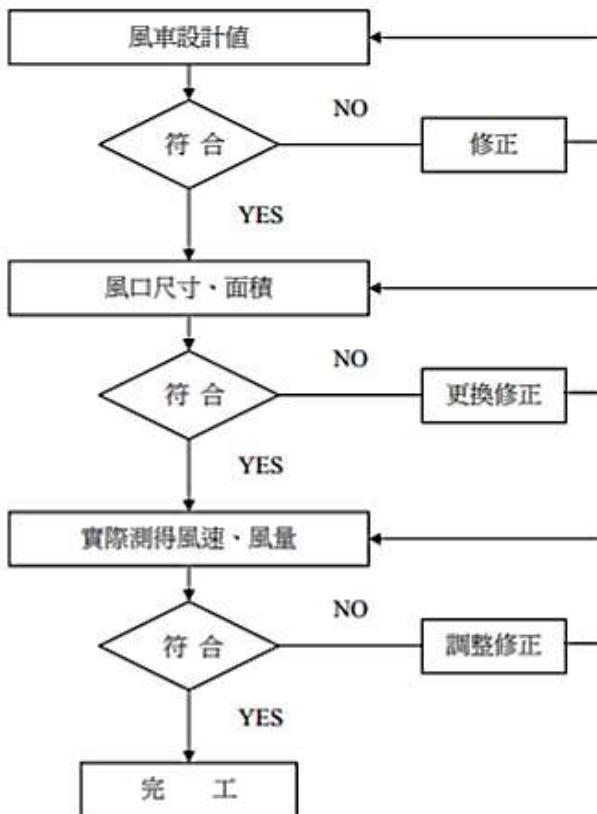 風車設計值
NO
符 合
修正
YES
風口尺寸、面積
NO
符 合
更換修正
YES
實際測得風速、風量
NO
符 合
調整修正
YES
完 工